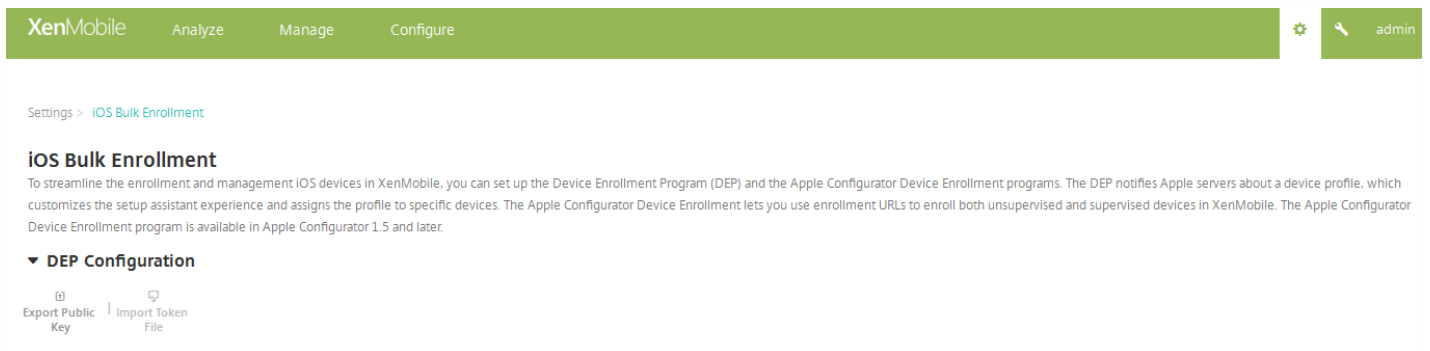 XenMobile Analyze Manage Configure admin
Settings > iOS Bulk Enrollment
iOS Bulk Enrollment
To streamline the enrollment and management iOS devices in XenMobile, you can set up the Device Enrollment Program (DEP) and the Apple Configurator Device Enrollment programs. The DEP notifies Apple servers about a device profile, which
customizes the setup assistant experience and assigns the profile to specific devices. The Apple Configurator Device Enrollment lets you use enrollment URLs to enroll both unsupervised and supervised devices in XenMobile. The Apple Configurator
Device Enrollment program is available in Apple Configurator 1.5 and later.
DEP Configuration
Export Public | Import Token
Key File